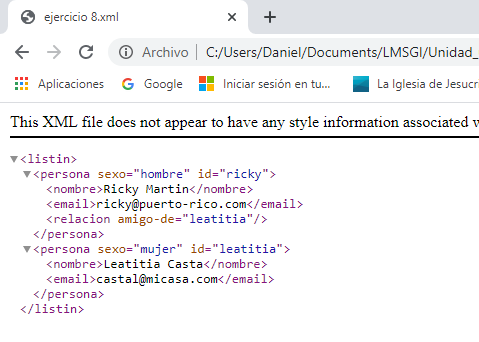 ejercicio 8.xml
Archivo C:/Users/Daniel/Documents/LMSGI/Unidad_
Aplicaciones Google Iniciar sesión en tu... La Iglesia de Jesucri
This XML file does not appear to have any style information associated w
<listin>
<persona sexo="hombre" id="ricky">
<nombre>Ricky Martin</nombre>
<email>ricky@puerto-rico.com</email>
<relacion amigo-de="leatitia"/>
</persona>
<persona sexo="mujer" id="leatitia">
<nombre>Leatitia Casta</nombre>
<email>castal@micasa.com</email>
</persona>
</listin>